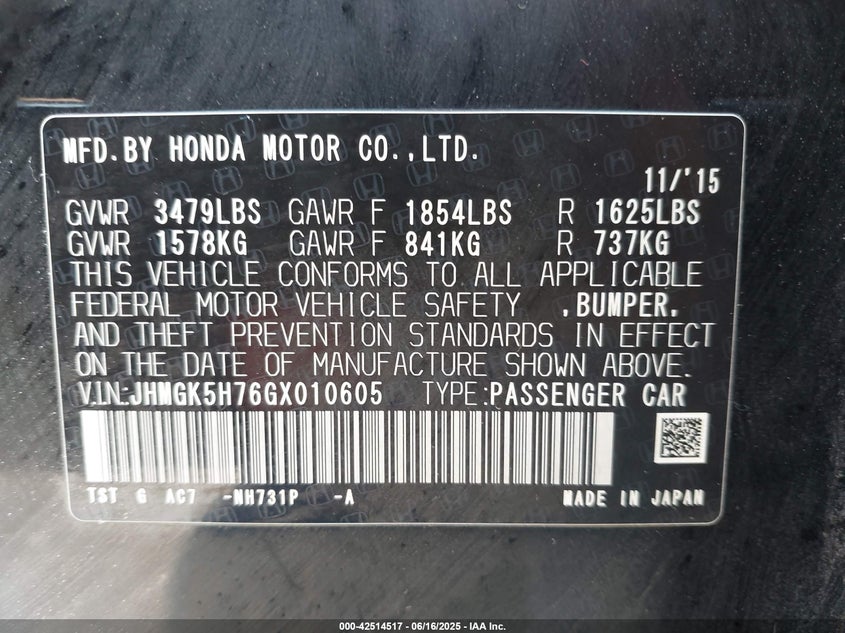 MFD.BY HONDA MOTOR CO.,LTD.
11/'15
GVWR 3479LBS GAWR F 1854LBS R 1625LBS
GVWR 1578KG GAWR F 841KG R 737KG
THIS VEHICLE CONFORMS TO ALL APPLICABLE
FEDERAL MOTOR VEHICLE SAFETY ,BUMPER,
AND THEFT PREVENTION STANDARDS IN EFFECT
ON THE DATE OF MANUFACTURE SHOWN ABOVE.
VIN:JHMGK5H76GX010605 TYPE:PASSENGER CAR
TST 6 AC7 -NH731P -A MADE IN JAPAN
000-42514517 - 06/16/2025 - IAA Inc.